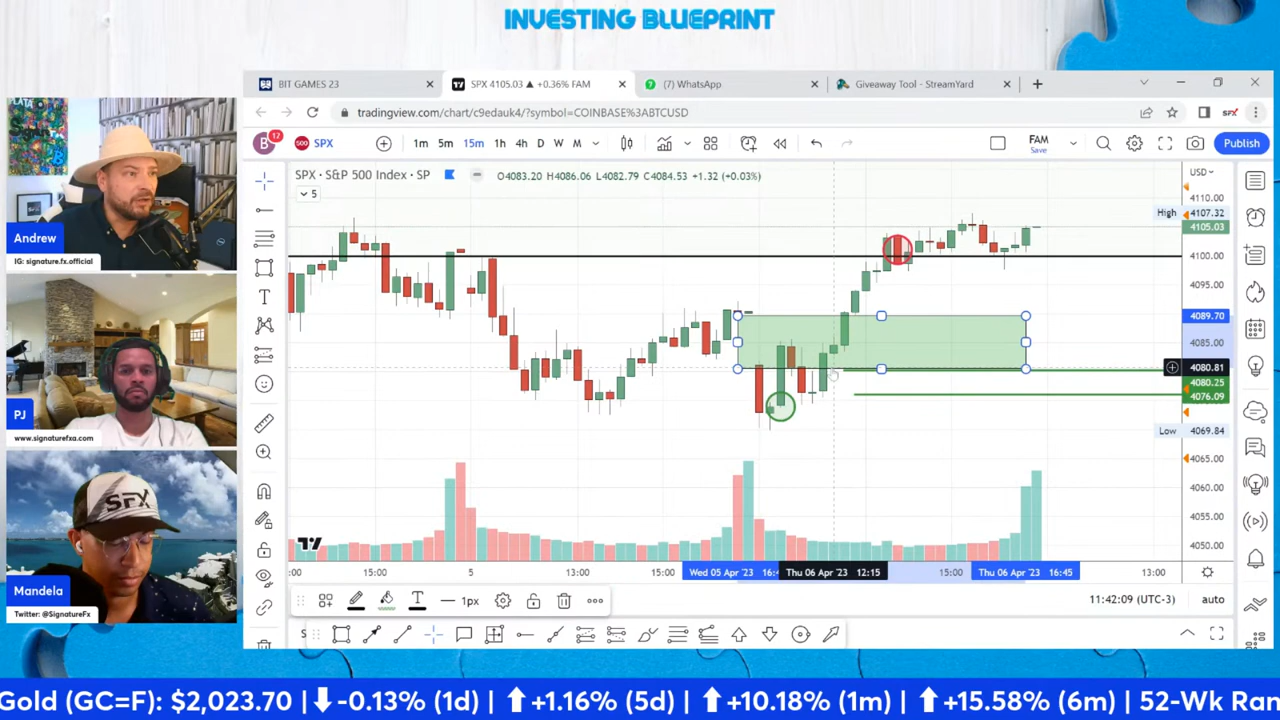 INVESTING BLUEPRINT
BIT GAMES 23
SPX 4105.03 ▲ +0.36% FAM
(7) WhatsApp
Giveaway Tool - StreamYard
tradingview.com/chart/c9edauk4/?symbol=COINBASE%3ABTCUSD
SFX
B 12
500 SPX
1m 5m 15m 1h 4h D W M
FAM
Save
Publish
SPX · S&P 500 Index · SP
O4083.20 H4086.06 L4082.79 C4084.53 +1.32 (+0.03%)
5
USD
4110.00
High 4107.32
4105.03
4100.00
4095.00
4089.70
4085.00
4080.81
4080.25
4076.09
Low 4069.84
4065.00
4060.00
4055.00
4050.00
:00
15:00
5
13:00
15:00
Wed 05 Apr '23 16:4
Thu 06 Apr '23 12:15
15:00
Thu 06 Apr '23 16:45
13:00
T
1px
11:42:09 (UTC-3)
auto
Andrew
IG: signature.fx.official
PJ
www.signaturefxa.com
SFX
Mandela
Twitter: @SignatureFx
Gold (GC=F): $2,023.70 | -0.13% (1d) | +1.16% (5d) | +10.18% (1m) | +15.58% (6m) | 52-Wk Ran